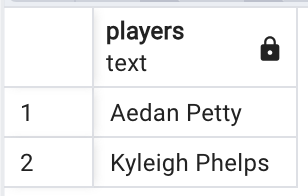 players
text
1 Aedan Petty
2 Kyleigh Phelps